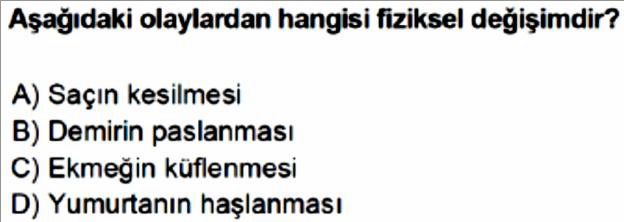 Aşağıdaki olaylardan hangisi fiziksel değişimdir?
A) Saçın kesilmesi
B) Demirin paslanması
C) Ekmeğin küflenmesi
D) Yumurtanın haşlanması